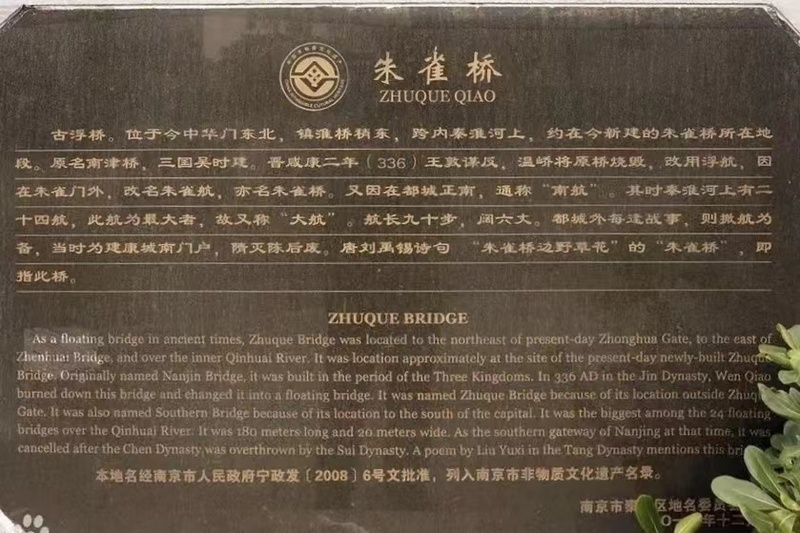 朱雀桥
ZHUQUE QIAO
古浮桥。位于今中华门东北，镇淮桥稍东，跨内秦淮河上，约在今新建的朱雀桥所在地
段。原名南津桥，三国吴时建。晋咸康二年（336）王敦谋反，温峤将原桥烧毁，改用浮航，因
在朱雀门外，改名朱雀航，亦名朱雀桥。又因在都城正南，通称“南航”。其时秦淮河上有二
十四航，此航为最大者，故又称“大航”。航长九十步，阔六丈。都城外每逢战事，则撤航为
备，当时为建康城南门户，隋灭陈后废。唐刘禹锡诗句 “朱雀桥边野草花”的“朱雀桥”，即
指此桥。
ZHUQUE BRIDGE
As a floating bridge in ancient times, Zhuque Bridge was located to the northeast of present-day Zhonghua Gate, to the east of
Zhenhuai Bridge, and over the inner Qinhuai River. It was location approximately at the site of the present-day newly-built Zhuque
Bridge. Originally named Nanjin Bridge, it was built in the period of the Three Kingdoms. In 336 AD in the Jin Dynasty, Wen Qiao
burned down this bridge and changed it into a floating bridge. It was named Zhuque Bridge because of its location outside Zhuque
Gate. It was also named Southern Bridge because of its location to the south of the capital. It was the biggest among the 24 floating
bridges over the Qinhuai River. It was 180 meters long and 20 meters wide. As the southern gateway of Nanjing at that time, it was
cancelled after the Chen Dynasty was overthrown by the Sui Dynasty. A poem by Liu Yuxi in the Tang Dynasty mentions this
本地名经南京市人民政府宁政发〔2008〕6号文批准，列入南京市非物质文化遗产名录。
南京市 区地名委员
年十二